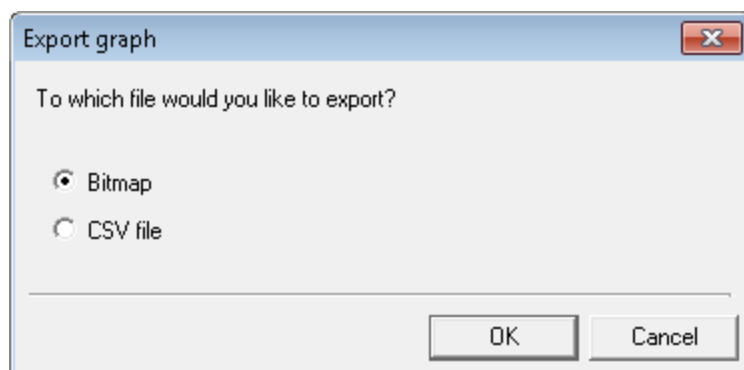 Export graph
To which file would you like to export?
Bitmap
CSV file
OK Cancel